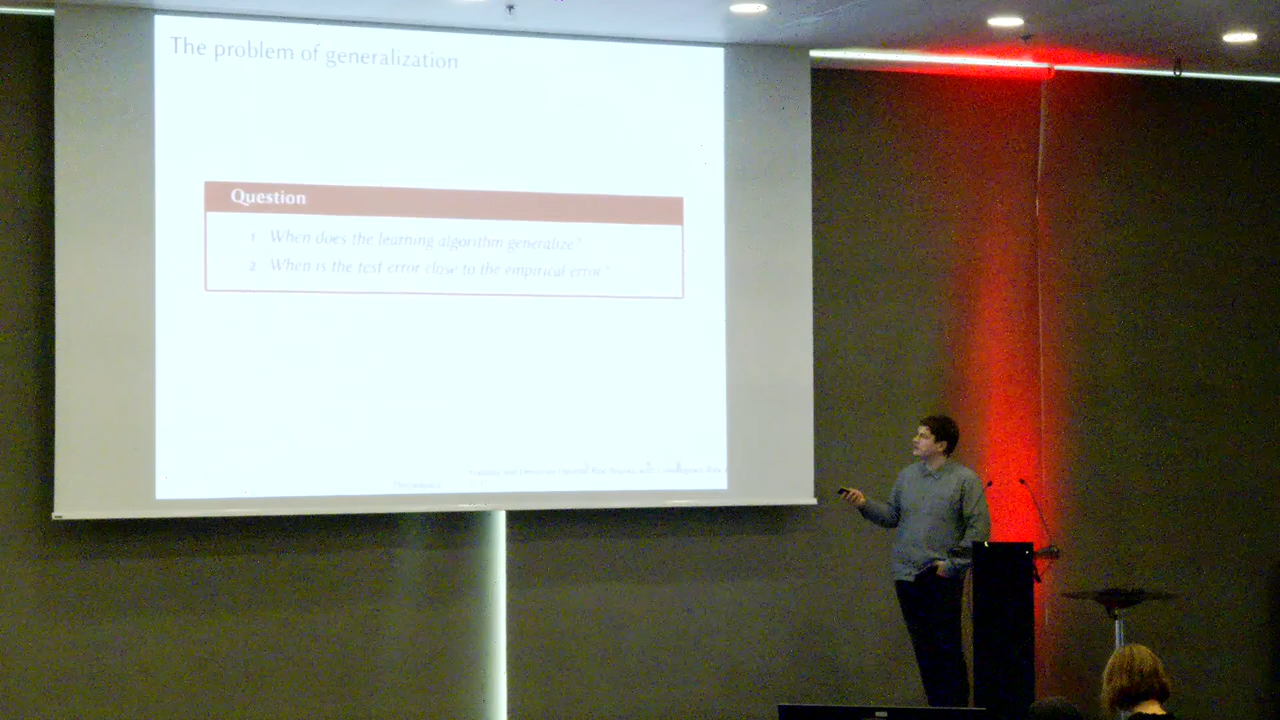 The problem of generalization
Question
1 When does the learning algorithm generalize?
2 When is the test error close to the empirical error?